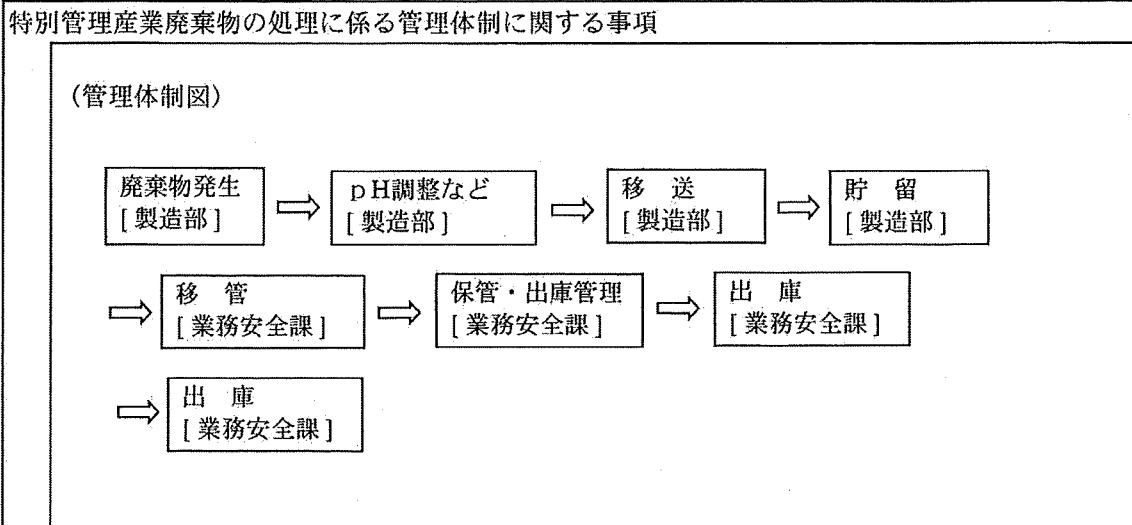 特別管理産業廃棄物の処理に係る管理体制に関する事項
（管理体制図）
廃棄物発生
[ 製造部 ]
⇨
pH調整など
[ 製造部 ]
⇨
移 送
[ 製造部 ]
⇨
貯 留
[ 製造部 ]
⇨
移 管
[ 業務安全課 ]
⇨
保管・出庫管理
[ 業務安全課 ]
⇨
出 庫
[ 業務安全課 ]
⇨
出 庫
[ 業務安全課 ]